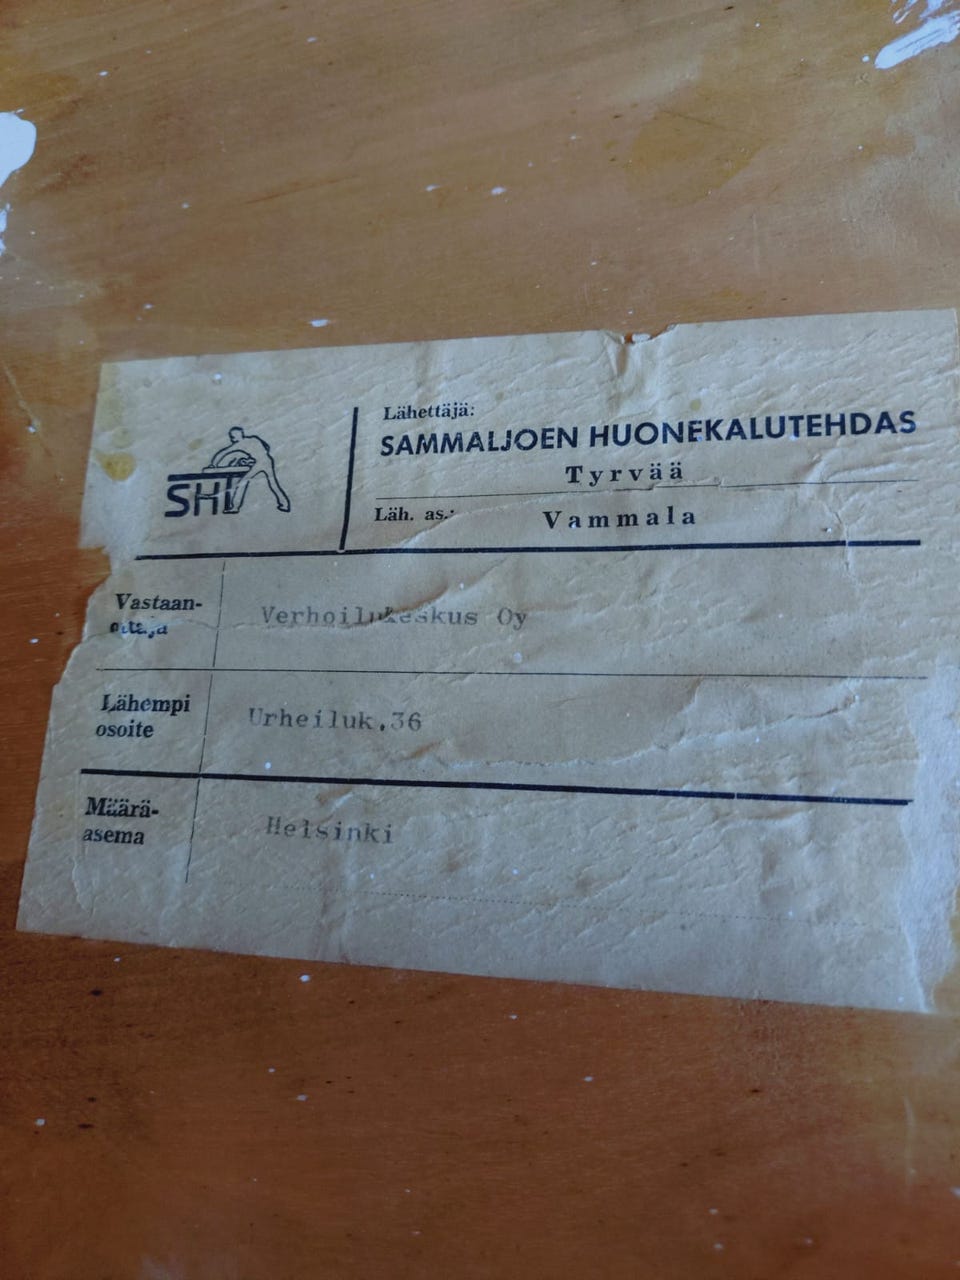 SHT
Lähettäjä:
SAMMALJOEN HUONEKALUTEHDAS
Tyrvää
Läh. as.: Vammala
Vastaan-
ottaja
Verhoilukeskus Oy
Lähempi
osoite
Urheiluk.36
Määrä-
asema
Helsinki